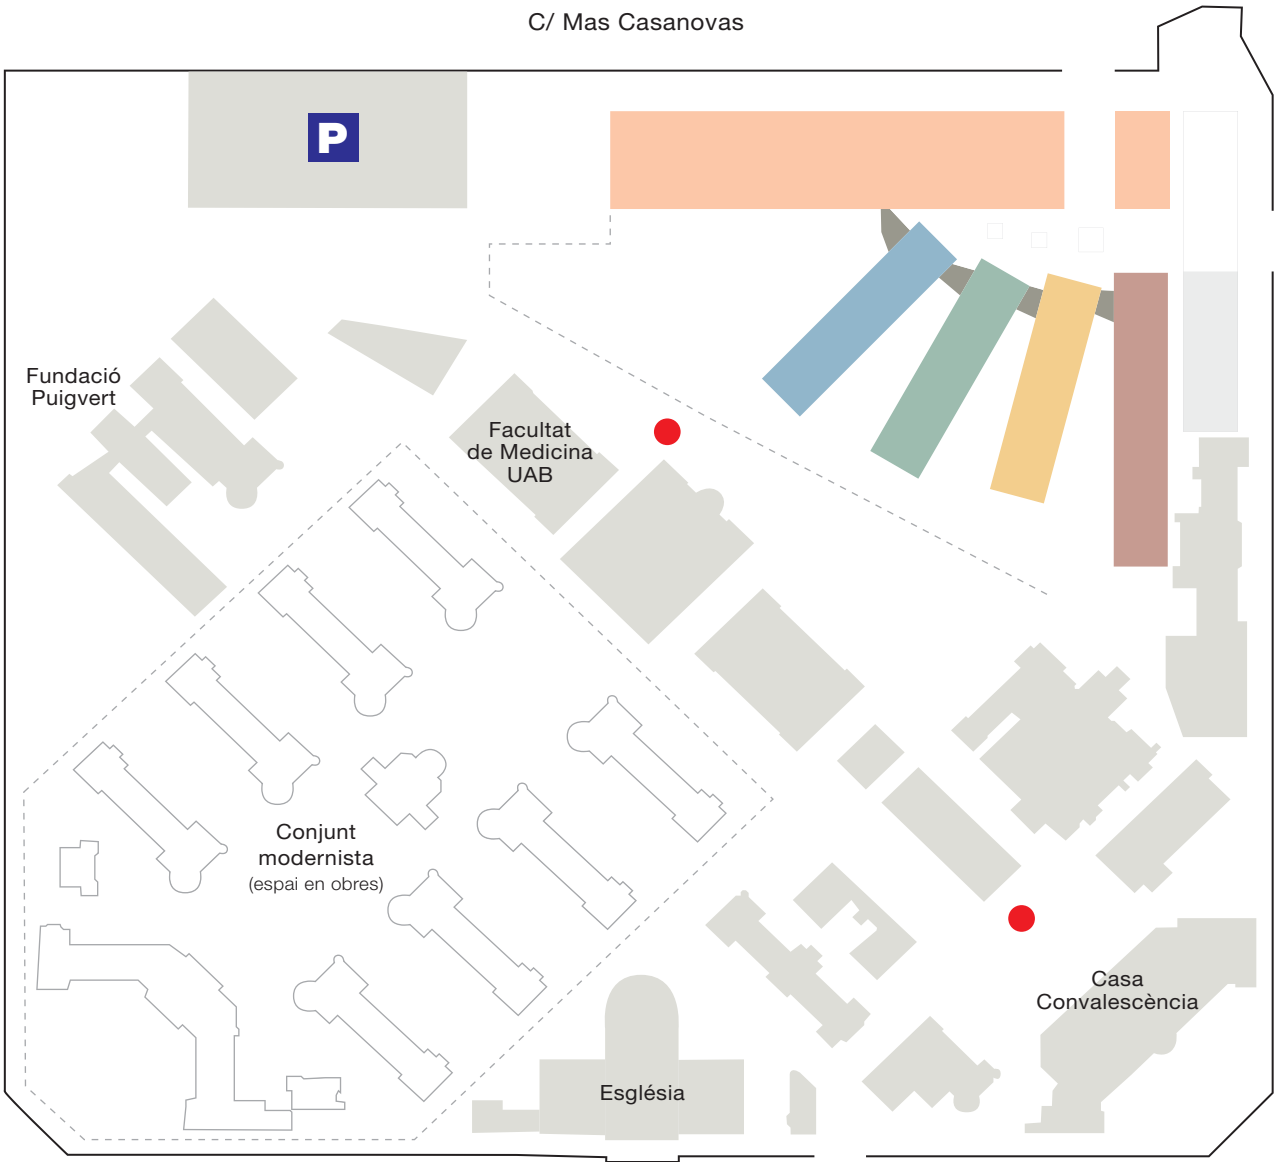 C/ Mas Casanovas
P
Fundació
Puigvert
Facultat
de Medicina
UAB
Conjunt
modernista
(espai en obres)
Casa
Convalescència
Església